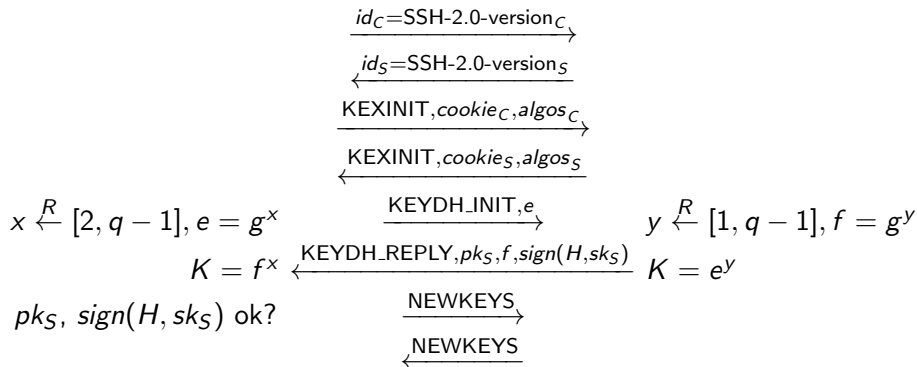 id_C=SSH-2.0-version_C
id_S=SSH-2.0-version_S
KEXINIT,cookie_C,algos_C
KEXINIT,cookie_S,algos_S
x ←^R [2, q − 1], e = g^x KEYDH_INIT,e y ←^R [1, q − 1], f = g^y
K = f^x KEYDH_REPLY,pk_S,f,sign(H,sk_S) K = e^y
pk_S, sign(H, sk_S) ok? NEWKEYS
NEWKEYS